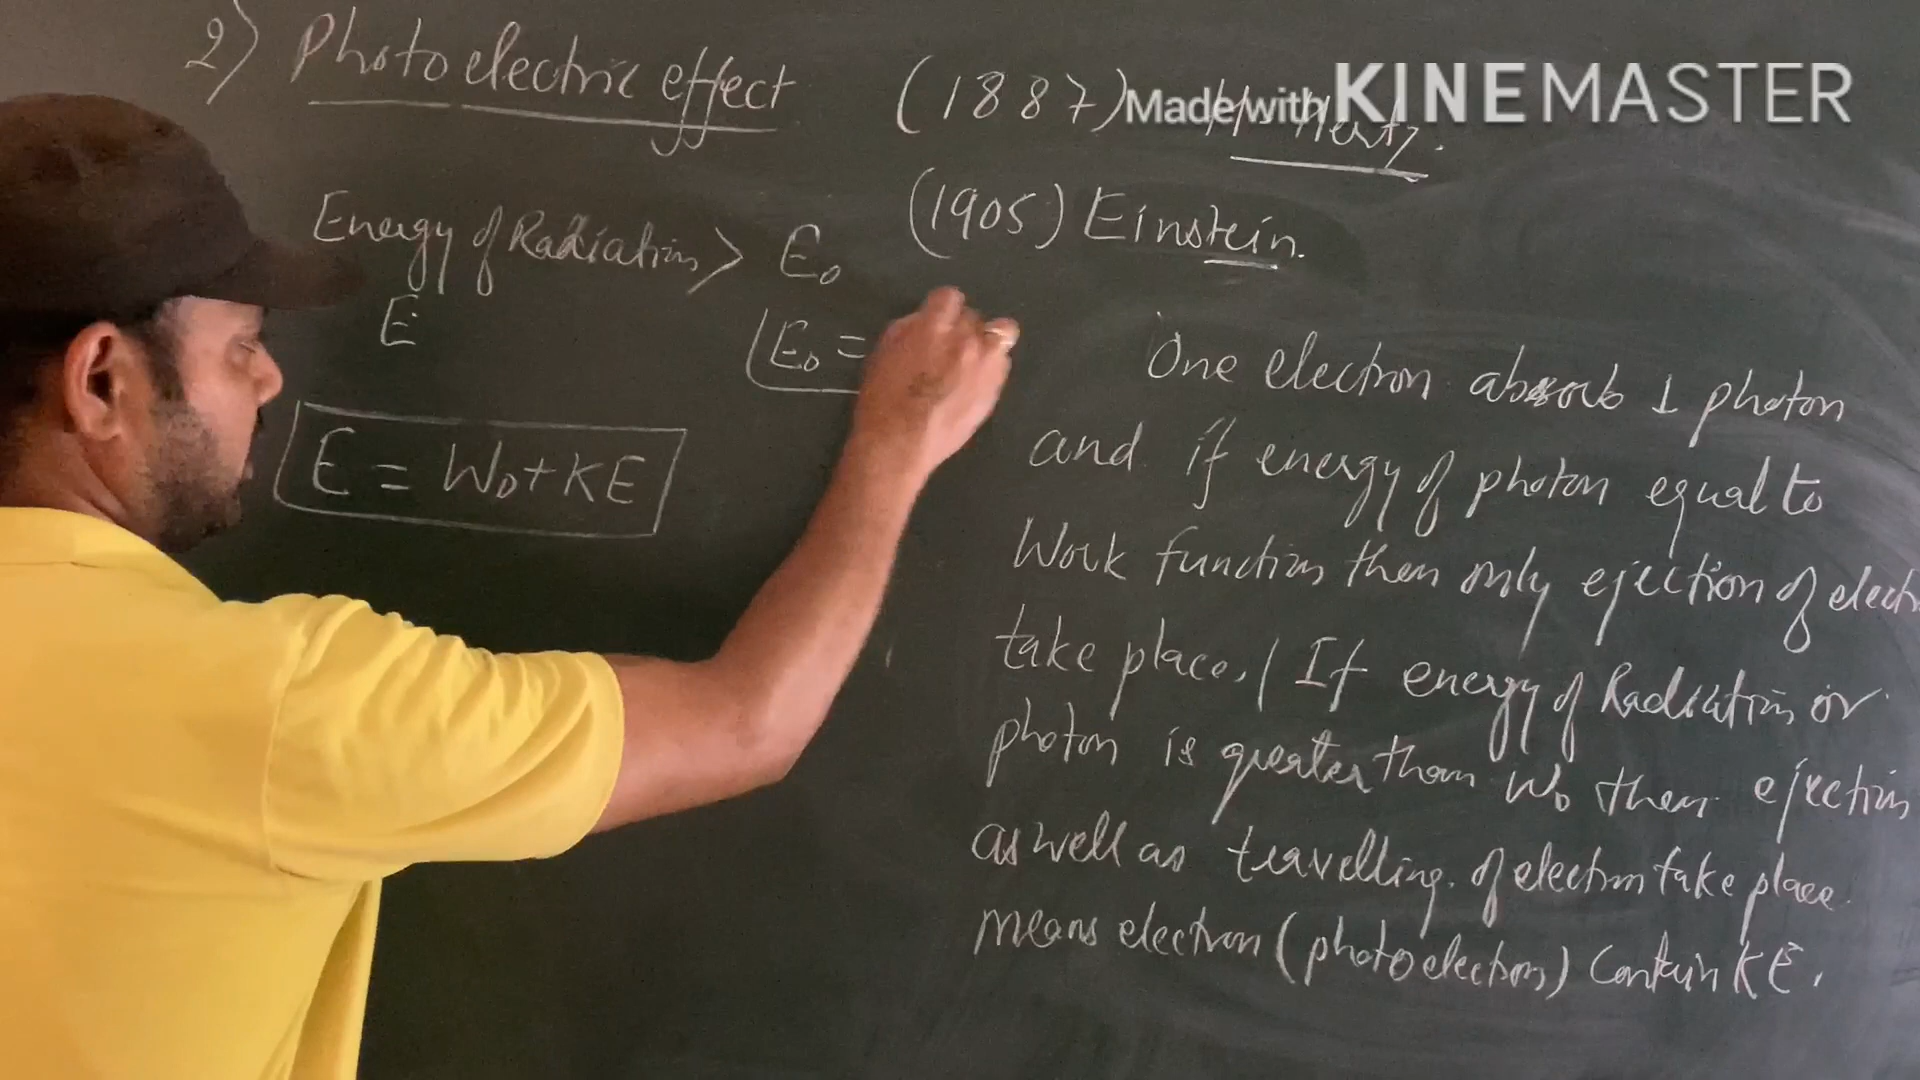 2) Photoelectric effect (1887) H. Hertz.
Made with KINEMASTER
(1905) Einstein.
Energy of Radiation > E₀
E
E₀ =
E = W₀+KE
One electron absorb 1 photon
and if energy of photon equal to
Work function then only ejection of electr
take place. / If energy of Radiation or
photon is greater than W₀ then ejection
as well as travelling of electron take place
means electron (photoelectrons) Contain KE.